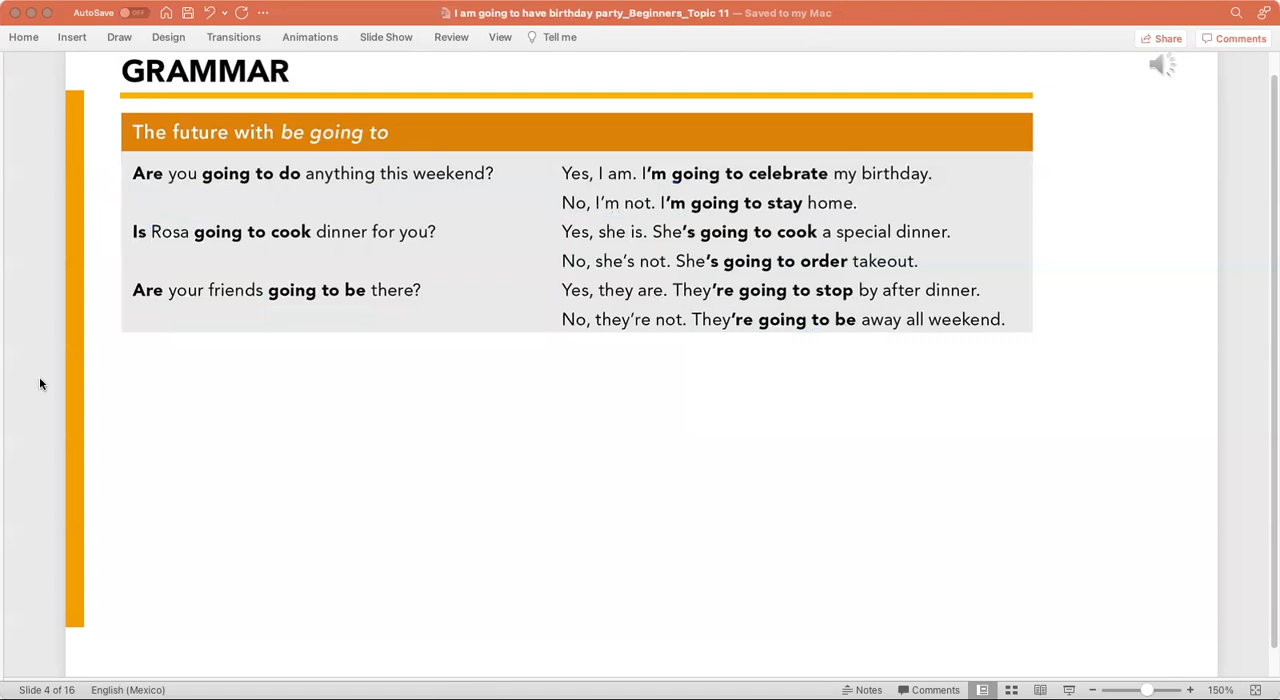 AutoSave OFF
I am going to have birthday party_Beginners_Topic 11 — Saved to my Mac
Home Insert Draw Design Transitions Animations Slide Show Review View Tell me Share Comments
GRAMMAR
The future with be going to
Are you going to do anything this weekend? Yes, I am. I'm going to celebrate my birthday.
No, I'm not. I'm going to stay home.
Is Rosa going to cook dinner for you? Yes, she is. She's going to cook a special dinner.
No, she's not. She's going to order takeout.
Are your friends going to be there? Yes, they are. They're going to stop by after dinner.
No, they're not. They're going to be away all weekend.
Slide 4 of 16 English (Mexico) Notes Comments 150%